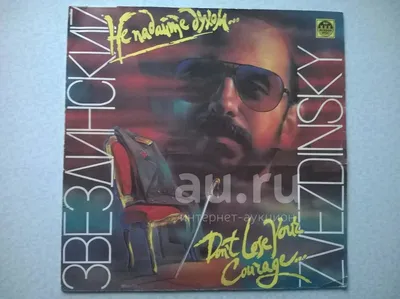 Не падайте духом...
ЗВЕЗДИНСКИЙ
ZVEZDINSKY
au.ru
интернет-аукцион
Don't Lose Your
Courage...